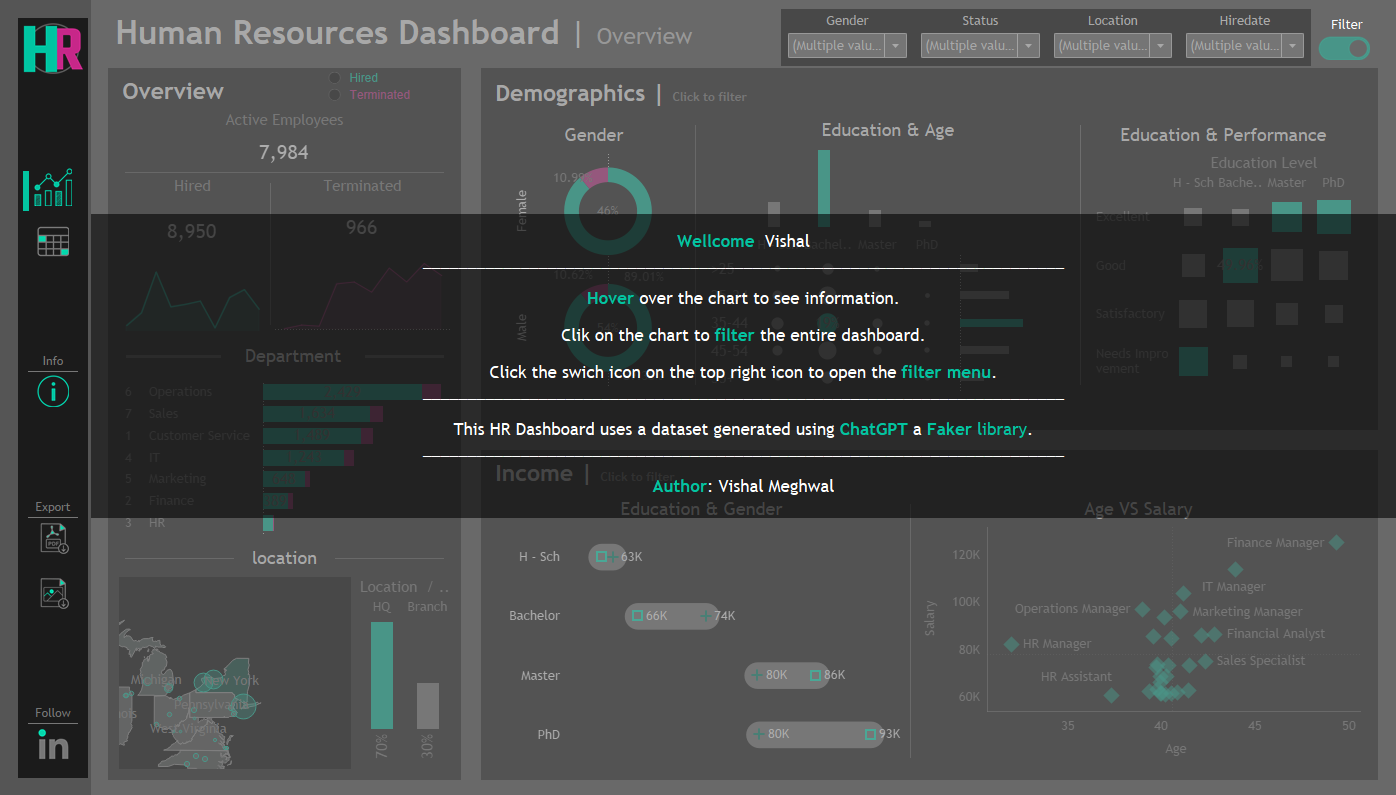 HR
Human Resources Dashboard | Overview
Gender
Status
Location
Hiredate
Filter
(Multiple valu...
(Multiple valu...
(Multiple valu...
(Multiple valu...
Info
Export
PDF
Follow
in
Overview
Hired
Terminated
Active Employees
7,984
Hired
Terminated
8,950
966
Department
6 Operations
7 Sales
1 Customer Service
4 IT
5 Marketing
2 Finance
3 HR
location
Michigan
New York
Pennsylvania
West Virginia
Location / ..
HQ
Branch
70%
30%
Demographics | Click to filter
Gender
Female
10.99%
46%
10.62%
89.01%
Male
Education & Age
Master
PhD
35-44
45-54
Education & Performance
Education Level
H - Sch
Bache..
Master
PhD
Excellent
Good
Satisfactory
Needs Impro
vement
Wellcome Vishal
Hover over the chart to see information.
Clik on the chart to filter the entire dashboard.
Click the swich icon on the top right icon to open the filter menu.
This HR Dashboard uses a dataset generated using ChatGPT a Faker library.
Author: Vishal Meghwal
Income | Click to filter
Education & Gender
H - Sch
63K
Bachelor
66K
74K
Master
80K
86K
PhD
80K
93K
Age VS Salary
Salary
120K
100K
80K
60K
Finance Manager
IT Manager
Operations Manager
Marketing Manager
Financial Analyst
HR Manager
Sales Specialist
HR Assistant
35
40
45
50
Age